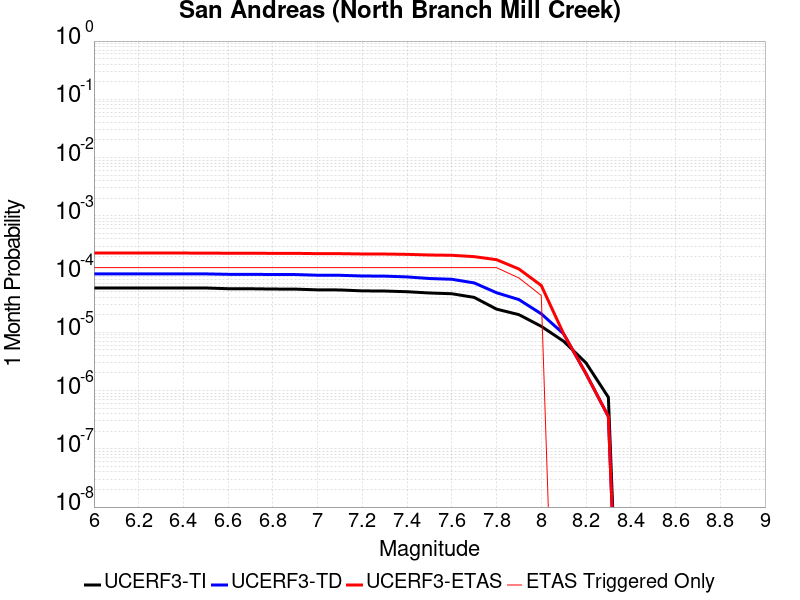 San Andreas (North Branch Mill Creek)
10^0
10^-1
10^-2
10^-3
10^-4
10^-5
10^-6
10^-7
10^-8
1 Month Probability
6 6.2 6.4 6.6 6.8 7 7.2 7.4 7.6 7.8 8 8.2 8.4 8.6 8.8 9
Magnitude
UCERF3-TI UCERF3-TD UCERF3-ETAS ETAS Triggered Only